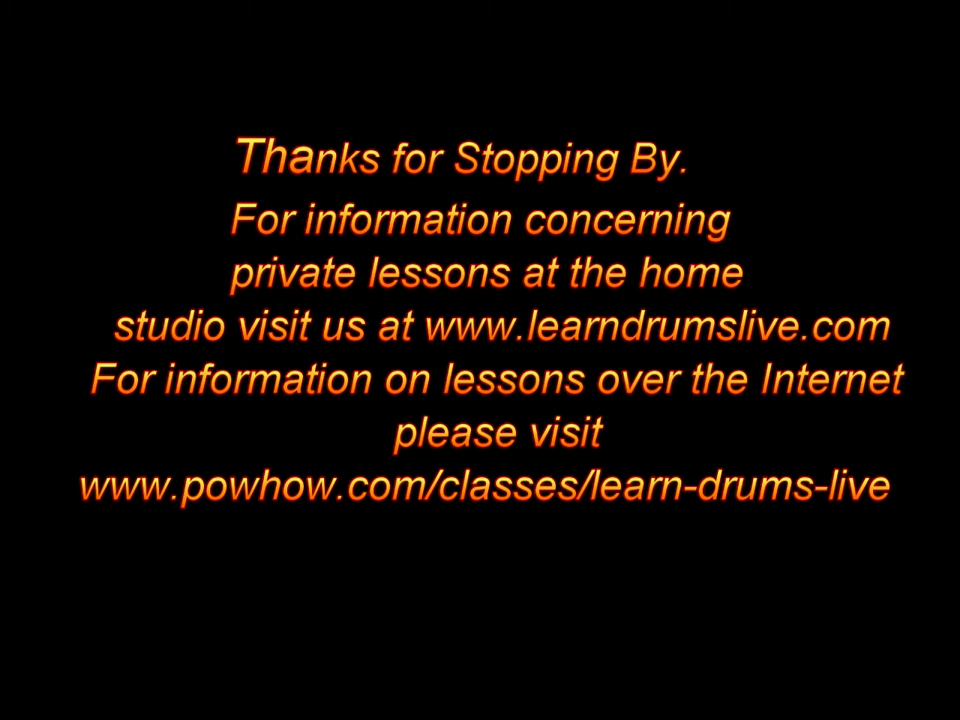 Thanks for Stopping By.
For information concerning
private lessons at the home
studio visit us at www.learndrumslive.com
For information on lessons over the Internet
please visit
www.powhow.com/classes/learn-drums-live